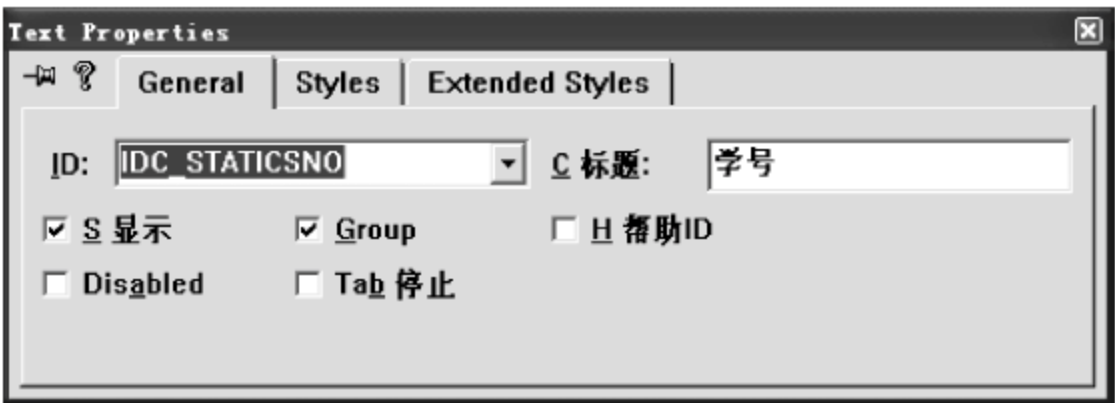 Text Properties
General Styles Extended Styles
ID: IDC_STATICSNO C 标题: 学号
S 显示 Group H 帮助ID
Disabled Tab 停止